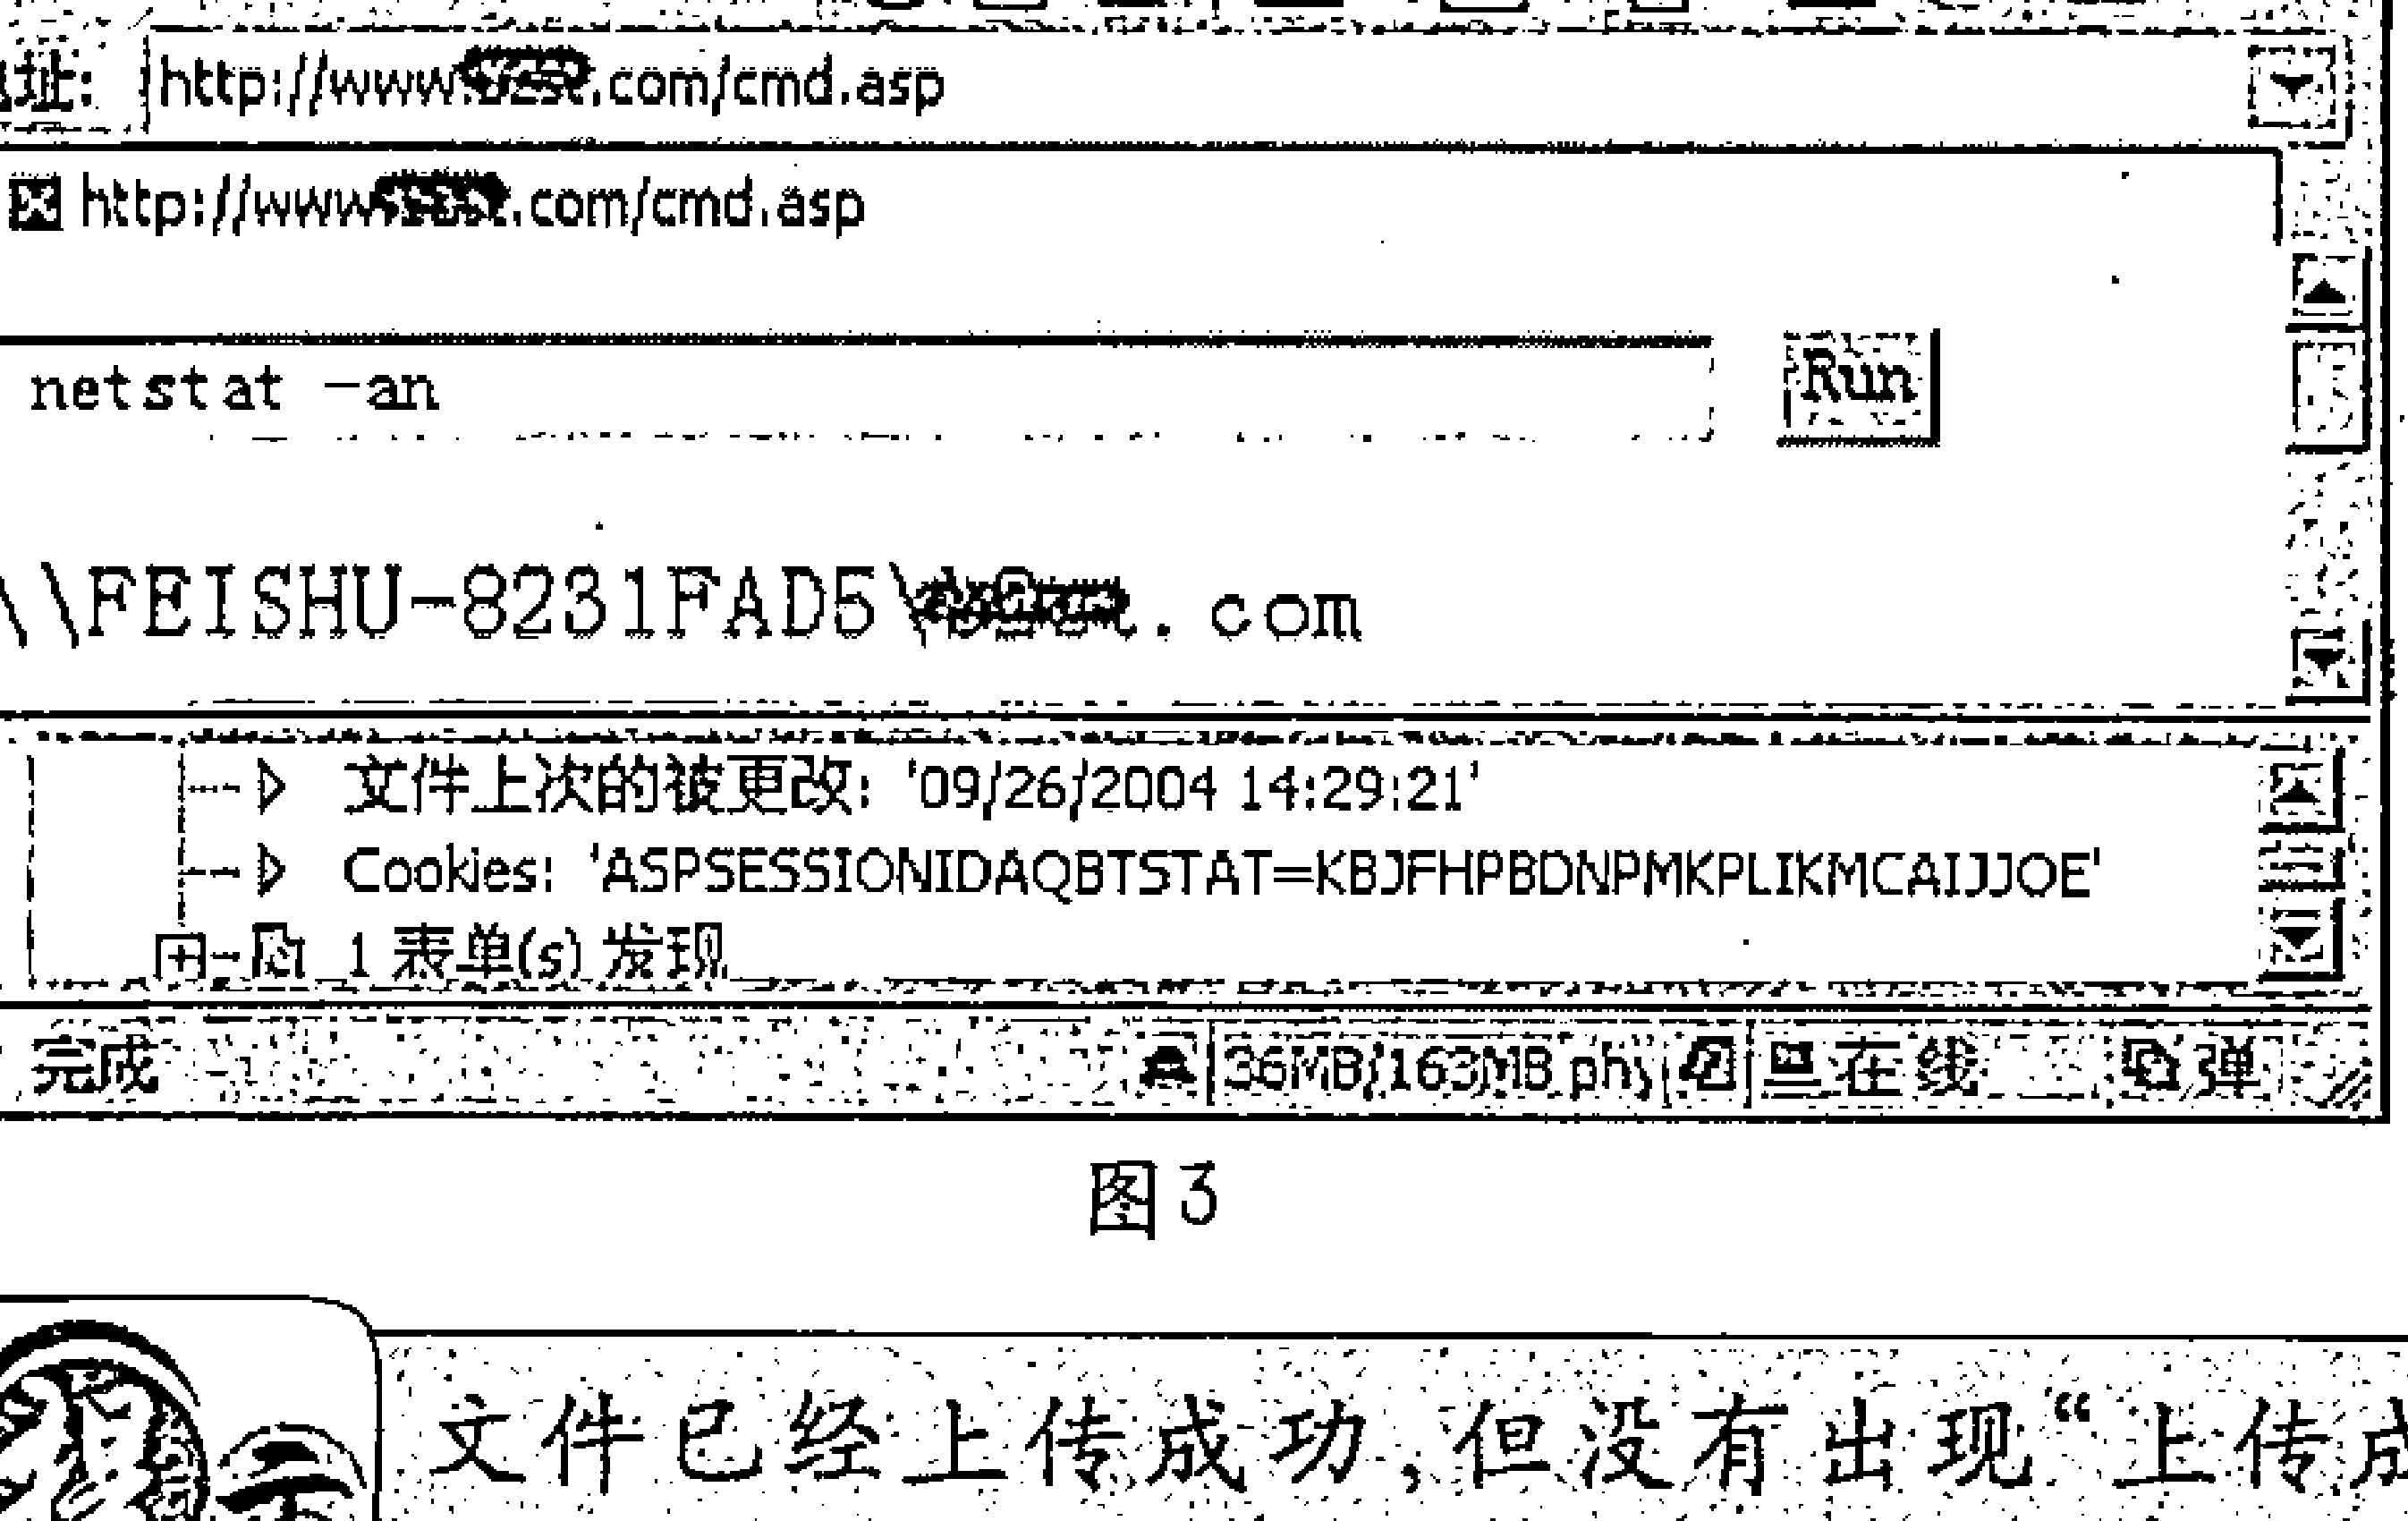 址: http://www. .com/cmd.asp
http://www. .com/cmd.asp
netstat -an
Run
\\FEISHU-8231FAD5\ .com
文件上次的被更改: '09/26/2004 14:29:21'
Cookies: 'ASPSESSIONIDAQBTSTAT=KBJFHPBDNPMKPLIKMCAIJJOE'
1 表单(s) 发现
完成
36MB/163MB phy
在线
弹
图3
文件已经上传成功,但没有出现“上传成